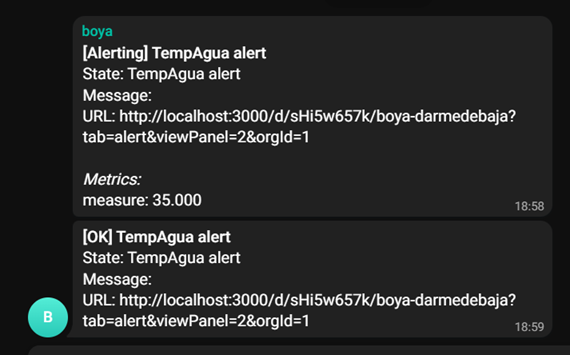 boya
[Alerting] TempAgua alert
State: TempAgua alert
Message:
URL: http://localhost:3000/d/sHi5w657k/boya-darmedebaja?
tab=alert&viewPanel=2&orgId=1
Metrics:
measure: 35.000
18:58
[OK] TempAgua alert
State: TempAgua alert
Message:
URL: http://localhost:3000/d/sHi5w657k/boya-darmedebaja?
tab=alert&viewPanel=2&orgId=1
18:59
B